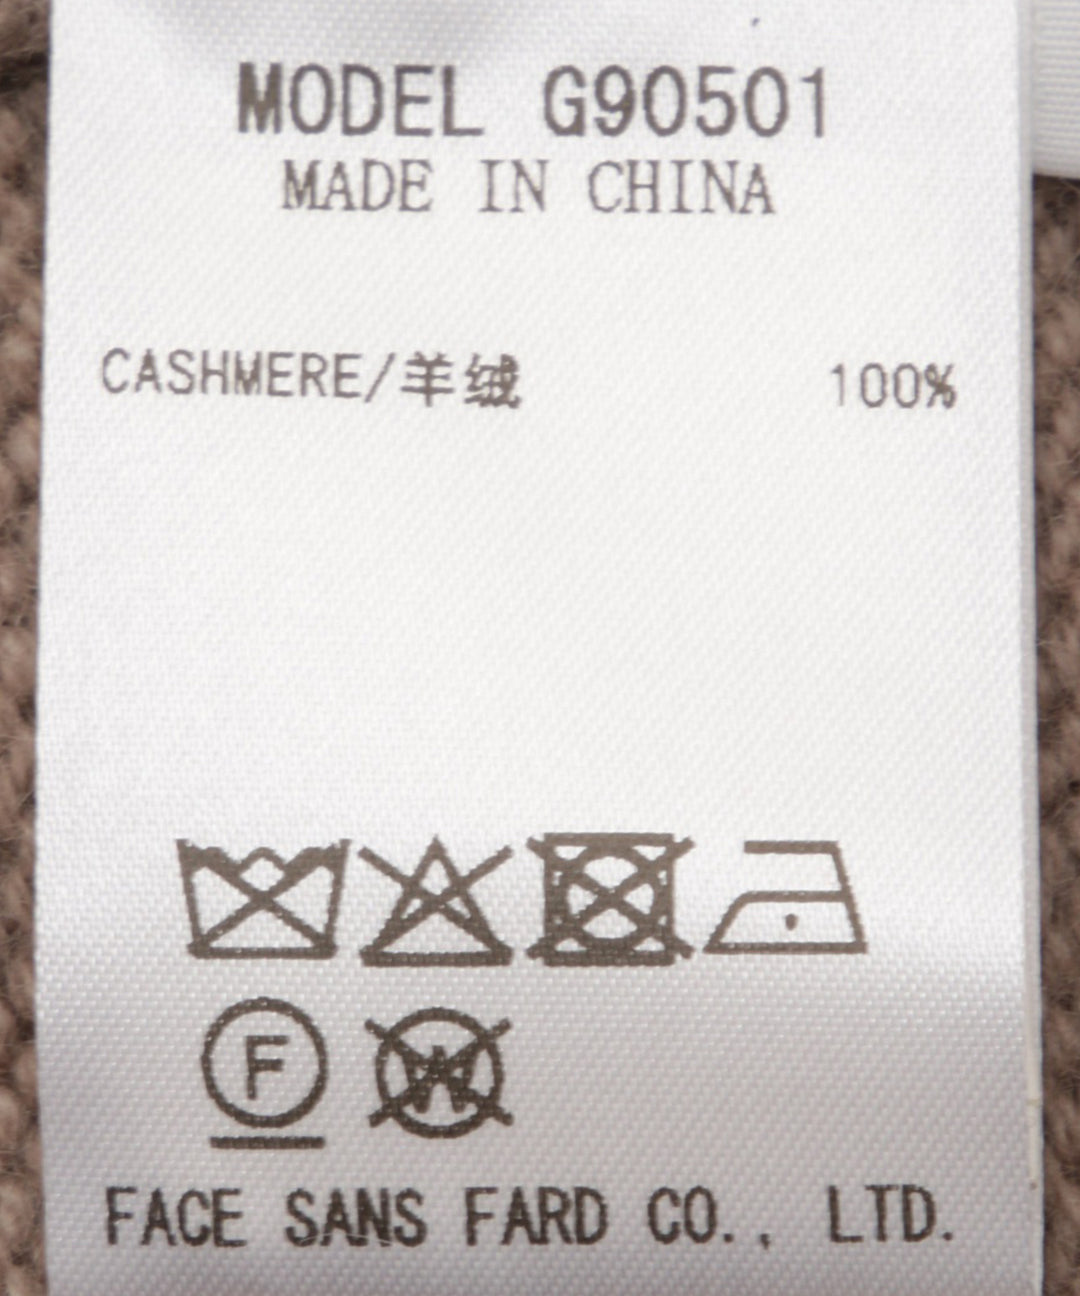 MODEL G90501
MADE IN CHINA
CASHMERE/羊绒 100%
F W
FACE SANS FARD CO., LTD.